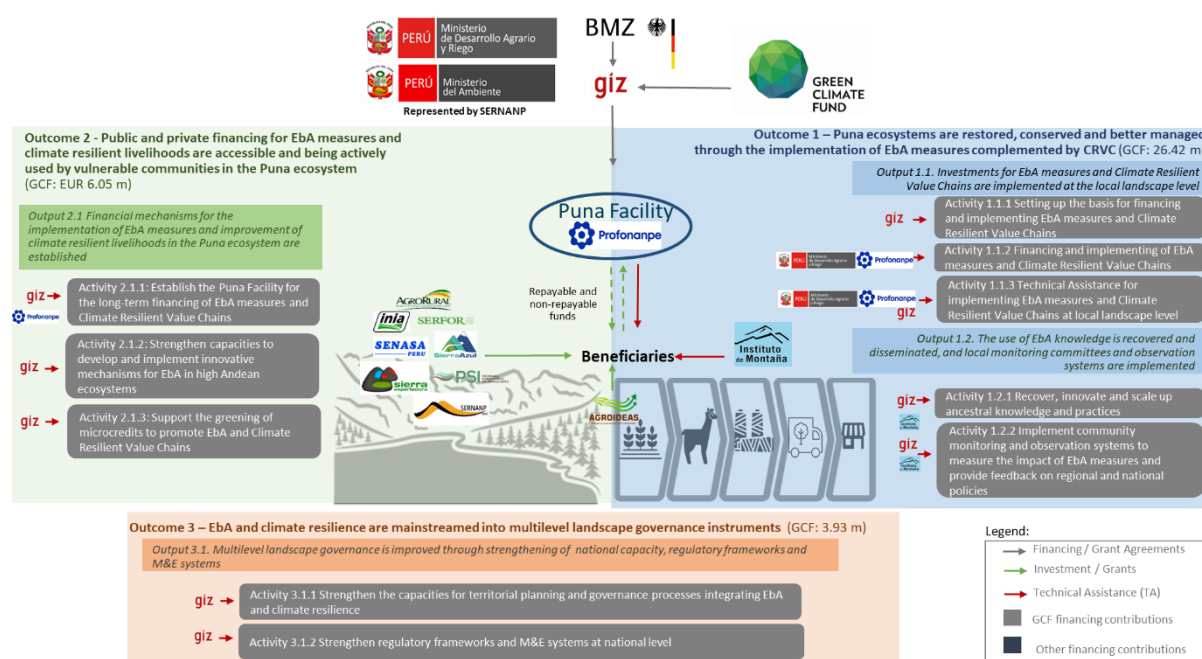 PERÚ
Ministerio
de Desarrollo Agrario
y Riego
PERÚ
Ministerio
del Ambiente
Represented by SERNANP
BMZ
giz
GREEN
CLIMATE
FUND
Outcome 2 - Public and private financing for EbA measures and
climate resilient livelihoods are accessible and being actively
used by vulnerable communities in the Puna ecosystem
(GCF: EUR 6.05 m)
Output 2.1 Financial mechanisms for the
implementation of EbA measures and improvement of
climate resilient livelihoods in the Puna ecosystem are
established
giz
Profonanpe
Activity 2.1.1: Establish the Puna Facility for
the long-term financing of EbA measures and
Climate Resilient Value Chains
giz
Activity 2.1.2: Strengthen capacities to
develop and implement innovative
mechanisms for EbA in high Andean
ecosystems
giz
Activity 2.1.3: Support the greening of
microcredits to promote EbA and Climate
Resilient Value Chains
Puna Facility
Profonanpe
Repayable and
non-repayable
funds
AGRORURAL
inia
SERFOR
SENASA
PERU
SierraAzul
sierra
exportadora
PSI
SERNANP
Beneficiaries
AGROIDEAS
Instituto
de Montaña
Outcome 1 – Puna ecosystems are restored, conserved and better managed
through the implementation of EbA measures complemented by CRVC (GCF: 26.42 m
Output 1.1. Investments for EbA measures and Climate Resilient
Value Chains are implemented at the local landscape level
giz
Activity 1.1.1 Setting up the basis for financing
and implementing EbA measures and Climate
Resilient Value Chains
PERÚ
Profonanpe
Activity 1.1.2 Financing and implementing of EbA
measures and Climate Resilient Value Chains
PERÚ
Profonanpe
giz
Activity 1.1.3 Technical Assistance for
implementing EbA measures and Climate
Resilient Value Chains at local landscape level
Output 1.2. The use of EbA knowledge is recovered and
disseminated, and local monitoring committees and observation
systems are implemented
giz
Activity 1.2.1 Recover, innovate and scale up
ancestral knowledge and practices
giz
Activity 1.2.2 Implement community
monitoring and observation systems to
measure the impact of EbA measures and
provide feedback on regional and national
policies
Outcome 3 – EbA and climate resilience are mainstreamed into multilevel landscape governance instruments (GCF: 3.93 m)
Output 3.1. Multilevel landscape governance is improved through strengthening of national capacity, regulatory frameworks and
M&E systems
giz
Activity 3.1.1 Strengthen the capacities for territorial planning and governance processes integrating EbA
and climate resilience
giz
Activity 3.1.2 Strengthen regulatory frameworks and M&E systems at national level
Legend:
Financing / Grant Agreements
Investment / Grants
Technical Assistance (TA)
GCF financing contributions
Other financing contributions